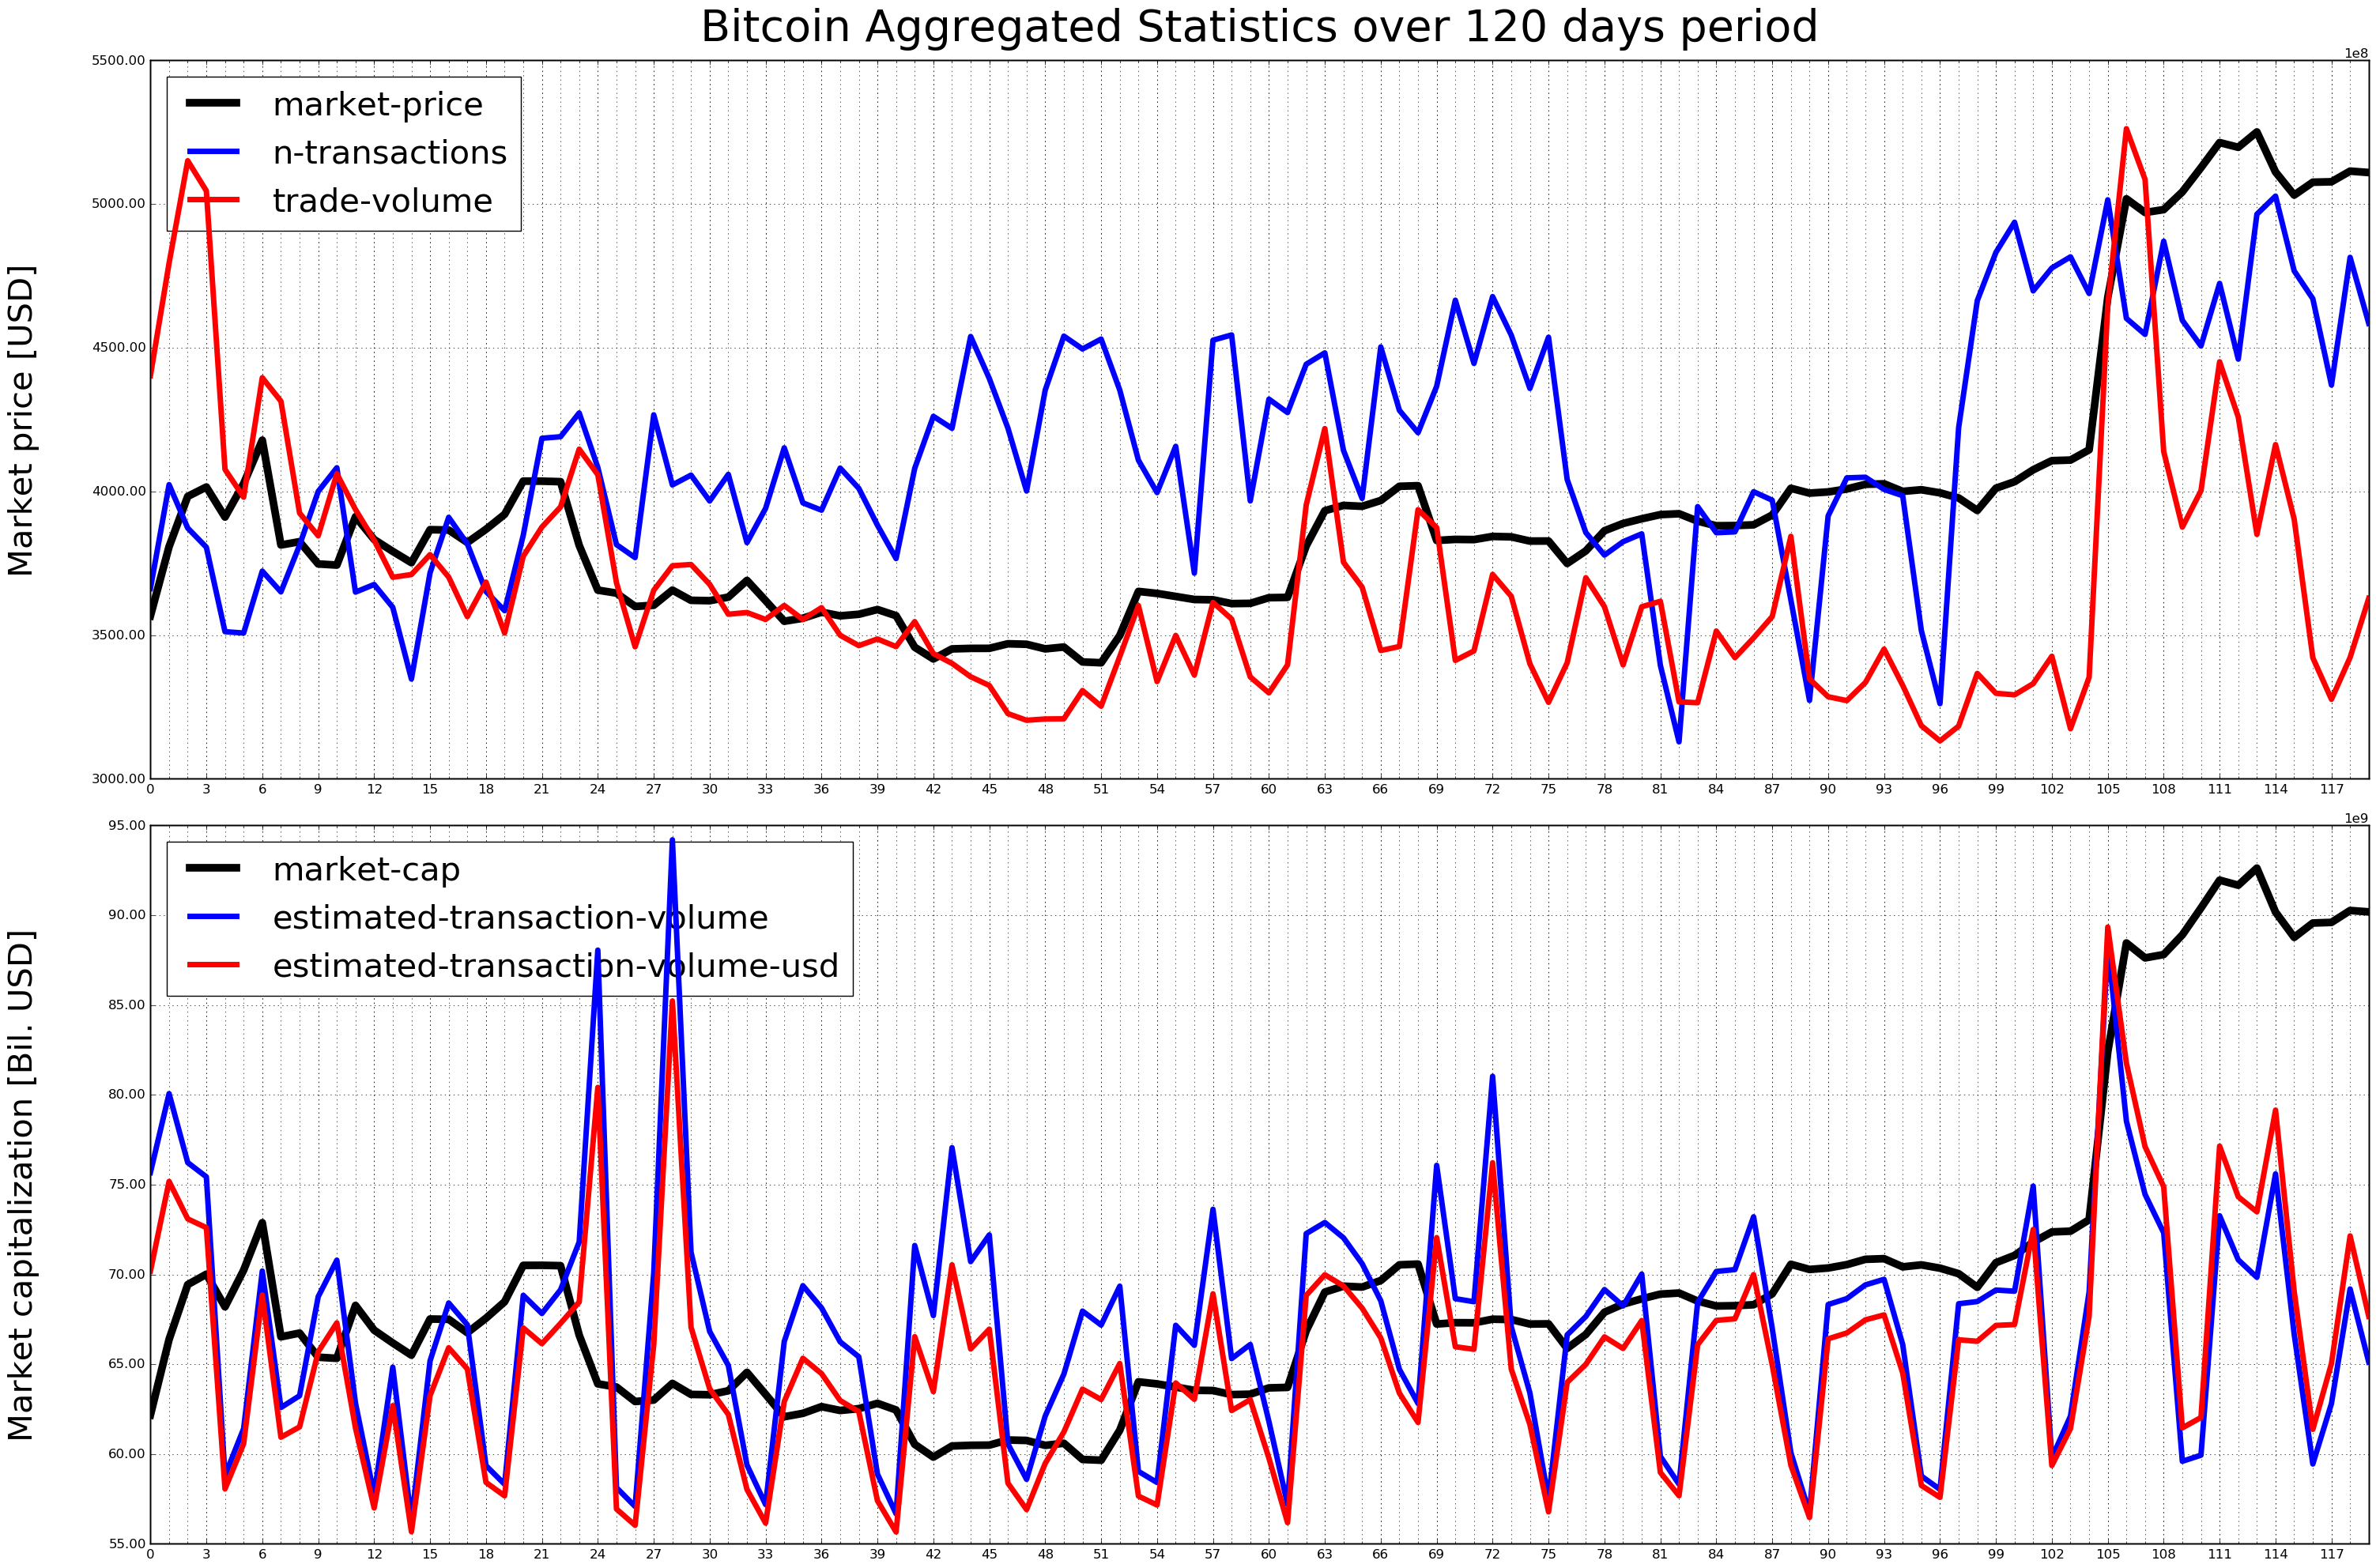 Bitcoin Aggregated Statistics over 120 days period
1e8
5500.00
5000.00
4500.00
4000.00
3500.00
3000.00
Market price [USD]
market-price
n-transactions
trade-volume
0 3 6 9 12 15 18 21 24 27 30 33 36 39 42 45 48 51 54 57 60 63 66 69 72 75 78 81 84 87 90 93 96 99 102 105 108 111 114 117
1e9
95.00
90.00
85.00
80.00
75.00
70.00
65.00
60.00
55.00
Market capitalization [Bil. USD]
market-cap
estimated-transaction-volume
estimated-transaction-volume-usd
0 3 6 9 12 15 18 21 24 27 30 33 36 39 42 45 48 51 54 57 60 63 66 69 72 75 78 81 84 87 90 93 96 99 102 105 108 111 114 117